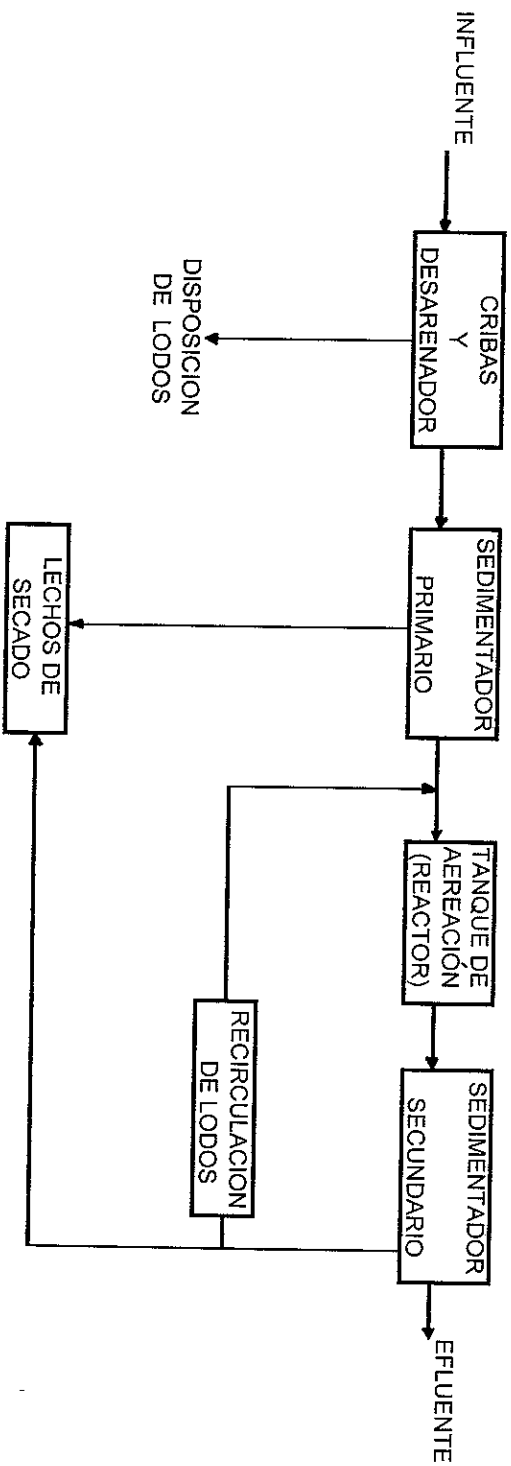 INFLUENTE
CRIBAS
Y
DESARENADOR
DISPOSICION
DE LODOS
SEDIMENTADOR
PRIMARIO
LECHOS DE
SECADO
TANQUE DE
AEREACIÓN
(REACTOR)
RECIRCULACION
DE LODOS
SEDIMENTADOR
SECUNDARIO
EFLUENTE